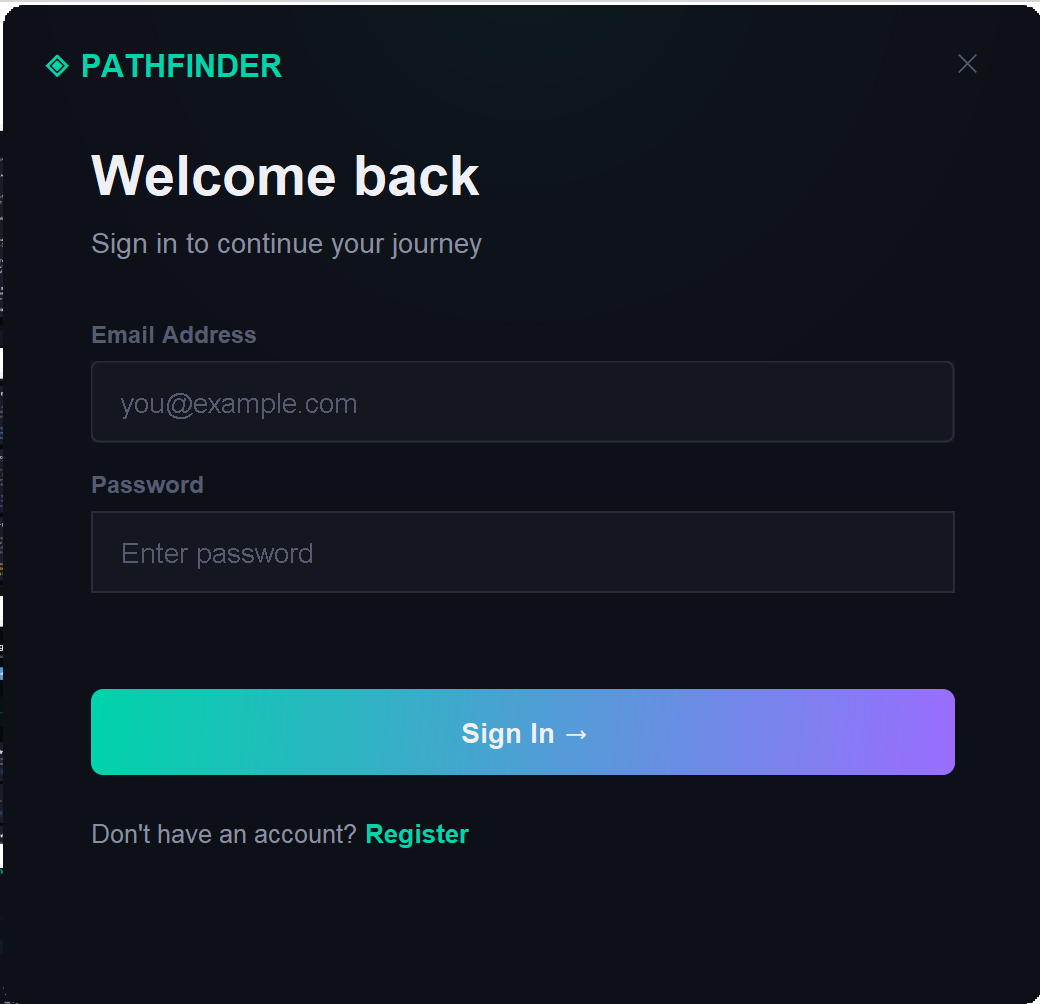 PATHFINDER
Welcome back
Sign in to continue your journey
Email Address
you@example.com
Password
Enter password
Sign In →
Don't have an account? Register